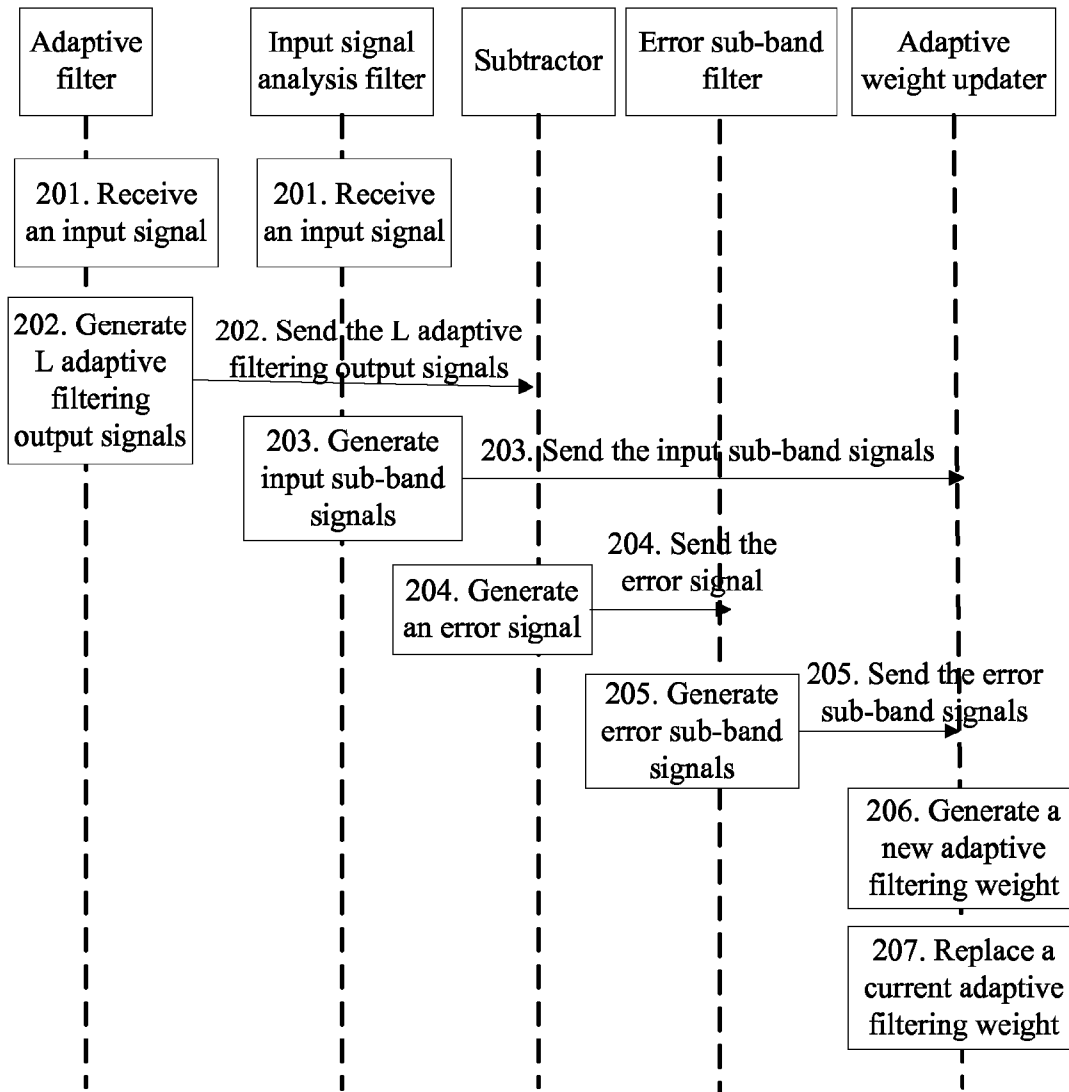 Adaptive
filter
Input signal
analysis filter
Subtractor
Error sub-band
filter
Adaptive
weight updater
201. Receive
an input signal
201. Receive
an input signal
202. Generate
L adaptive
filtering
output signals
202. Send the L adaptive
filtering output signals
203. Generate
input sub-band
signals
203. Send the input sub-band signals
204. Generate
an error signal
204. Send the
error signal
205. Generate
error sub-band
signals
205. Send the error
sub-band signals
206. Generate a
new adaptive
filtering weight
207. Replace a
current adaptive
filtering weight